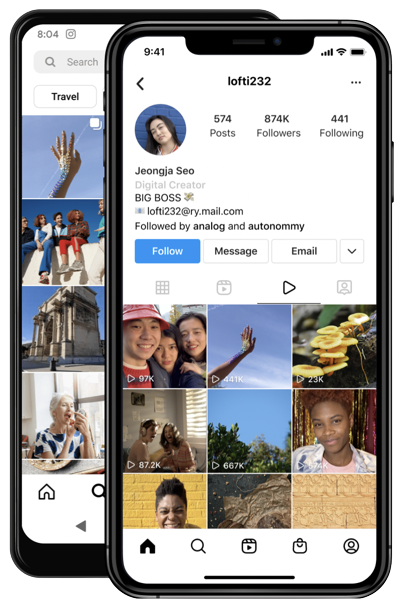 8:04
Search
Travel
9:41
lofti232
574
874K
441
Posts
Followers
Following
Jeongja Seo
Digital Creator
BIG BOSS
lofti232@ry.mail.com
Followed by analog and autonommy
Follow
Message
Email
97K
441K
23K
87.2K
667K